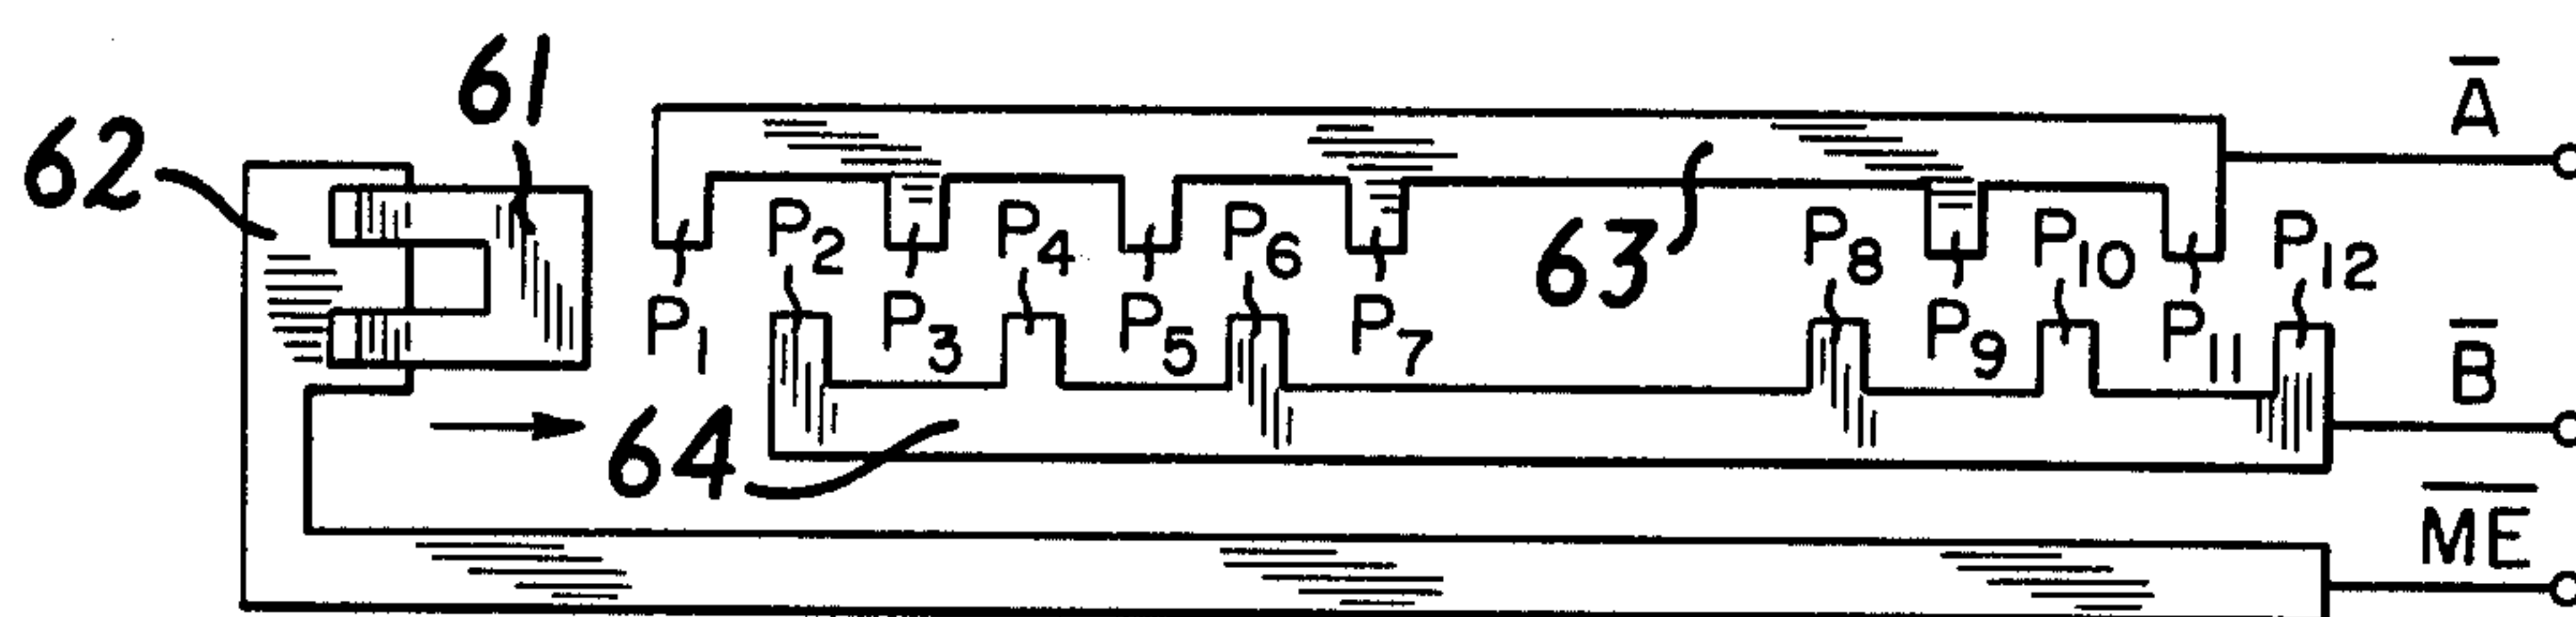 61
62
A̅
P₁
P₂
P₃
P₄
P₅
P₆
P₇
63
P₈
P₉
P₁₀
P₁₁
P₁₂
B̅
64
M̅E̅